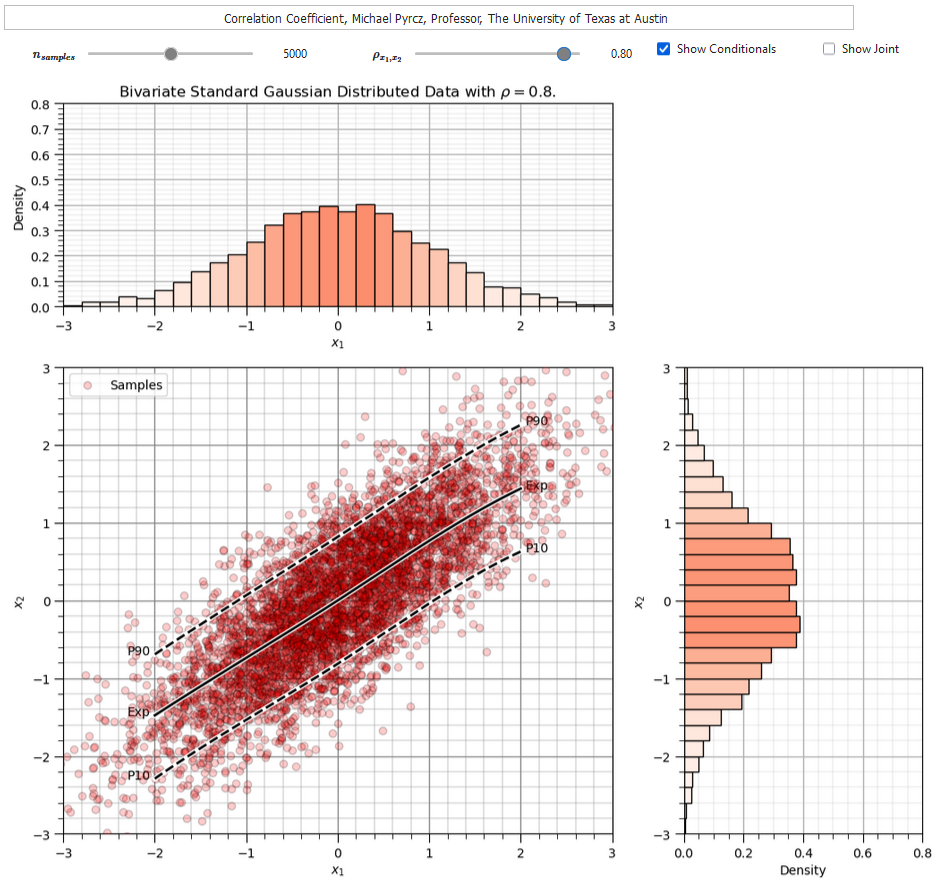 Correlation Coefficient, Michael Pyrcz, Professor, The University of Texas at Austin
n_samples 5000 ρ_x₁,x₂ 0.80 Show Conditionals Show Joint
Bivariate Standard Gaussian Distributed Data with ρ = 0.8.
0.8
0.7
0.6
0.5
0.4
0.3
0.2
0.1
0.0
Density
−3 −2 −1 0 1 2 3
x₁
Samples
3
2
1
0
−1
−2
−3
x₂
P90
Exp
P10
P90
Exp
P10
−3 −2 −1 0 1 2 3
x₁
3
2
1
0
−1
−2
−3
x₂
0.0 0.2 0.4 0.6 0.8
Density